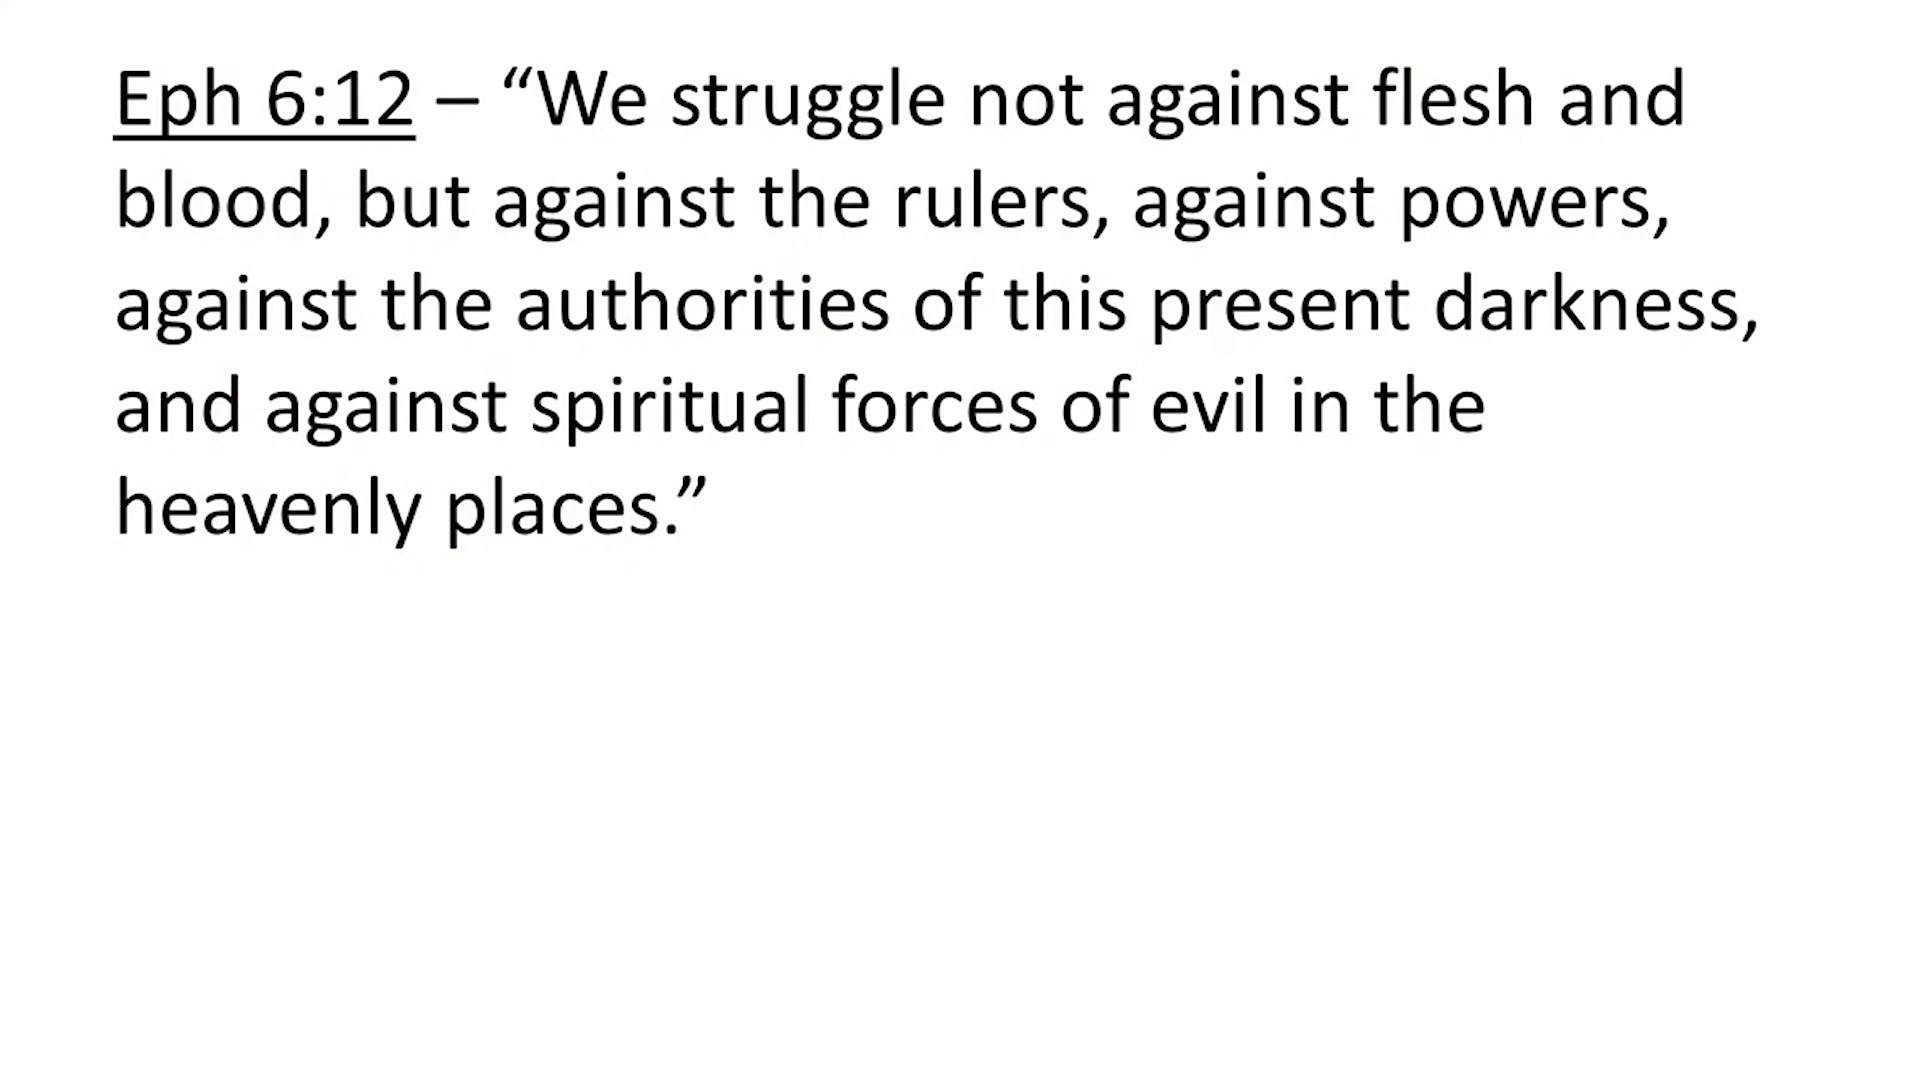 Eph 6:12 – “We struggle not against flesh and
blood, but against the rulers, against powers,
against the authorities of this present darkness,
and against spiritual forces of evil in the
heavenly places.”